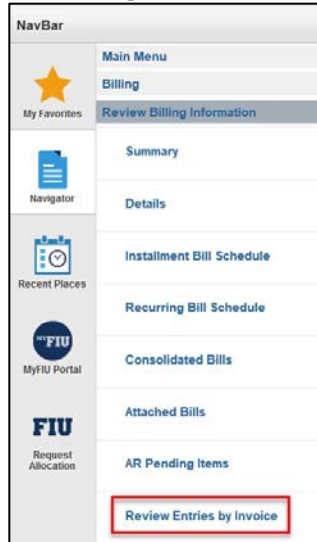 NavBar
Main Menu
Billing
My Favorites
Review Billing Information
Summary
Navigator
Details
Installment Bill Schedule
Recent Places
Recurring Bill Schedule
MYFIU
MyFIU Portal
Consolidated Bills
Attached Bills
FIU
Request
Allocation
AR Pending Items
Review Entries by Invoice